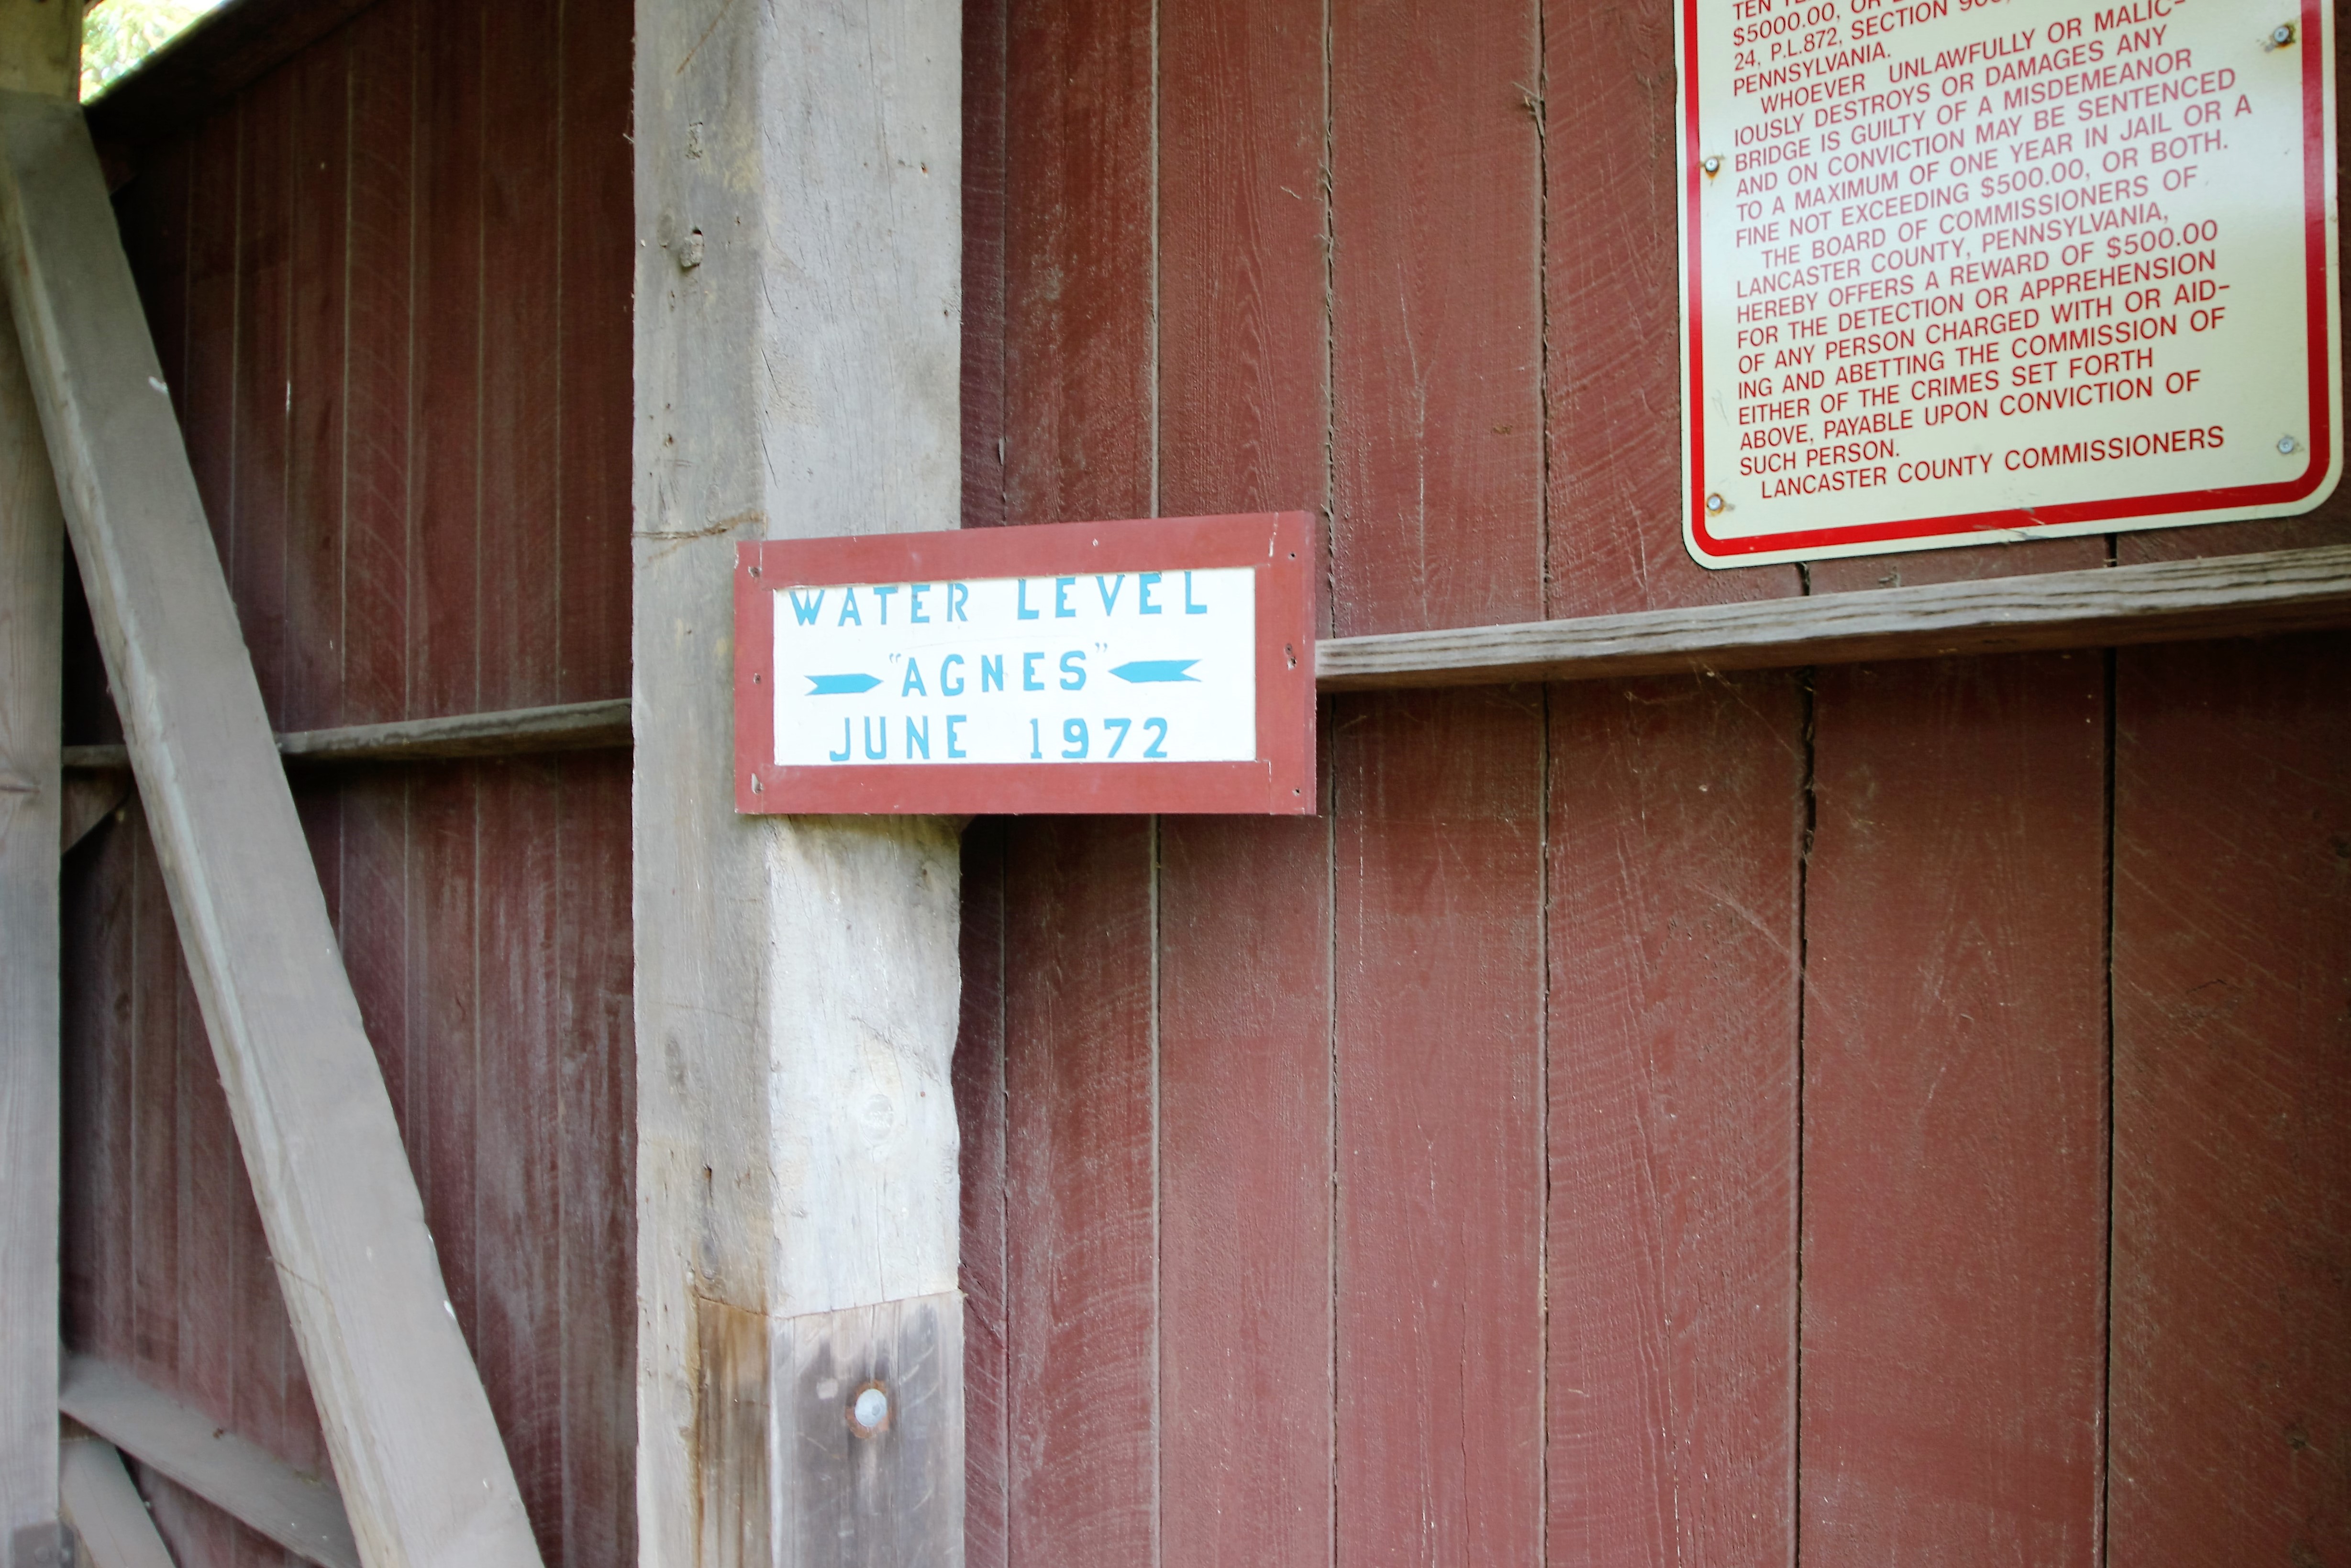 WATER LEVEL
"AGNES"
JUNE 1972
$5000.00, OR
24, P.L.872, SECTION
PENNSYLVANIA.
WHOEVER UNLAWFULLY OR MALIC-
IOUSLY DESTROYS OR DAMAGES ANY
BRIDGE IS GUILTY OF A MISDEMEANOR
AND ON CONVICTION MAY BE SENTENCED
TO A MAXIMUM OF ONE YEAR IN JAIL OR A
FINE NOT EXCEEDING $500.00, OR BOTH.
THE BOARD OF COMMISSIONERS OF
LANCASTER COUNTY, PENNSYLVANIA,
HEREBY OFFERS A REWARD OF $500.00
FOR THE DETECTION OR APPREHENSION
OF ANY PERSON CHARGED WITH OR AID-
ING AND ABETTING THE COMMISSION OF
EITHER OF THE CRIMES SET FORTH
ABOVE, PAYABLE UPON CONVICTION OF
SUCH PERSON.
LANCASTER COUNTY COMMISSIONERS